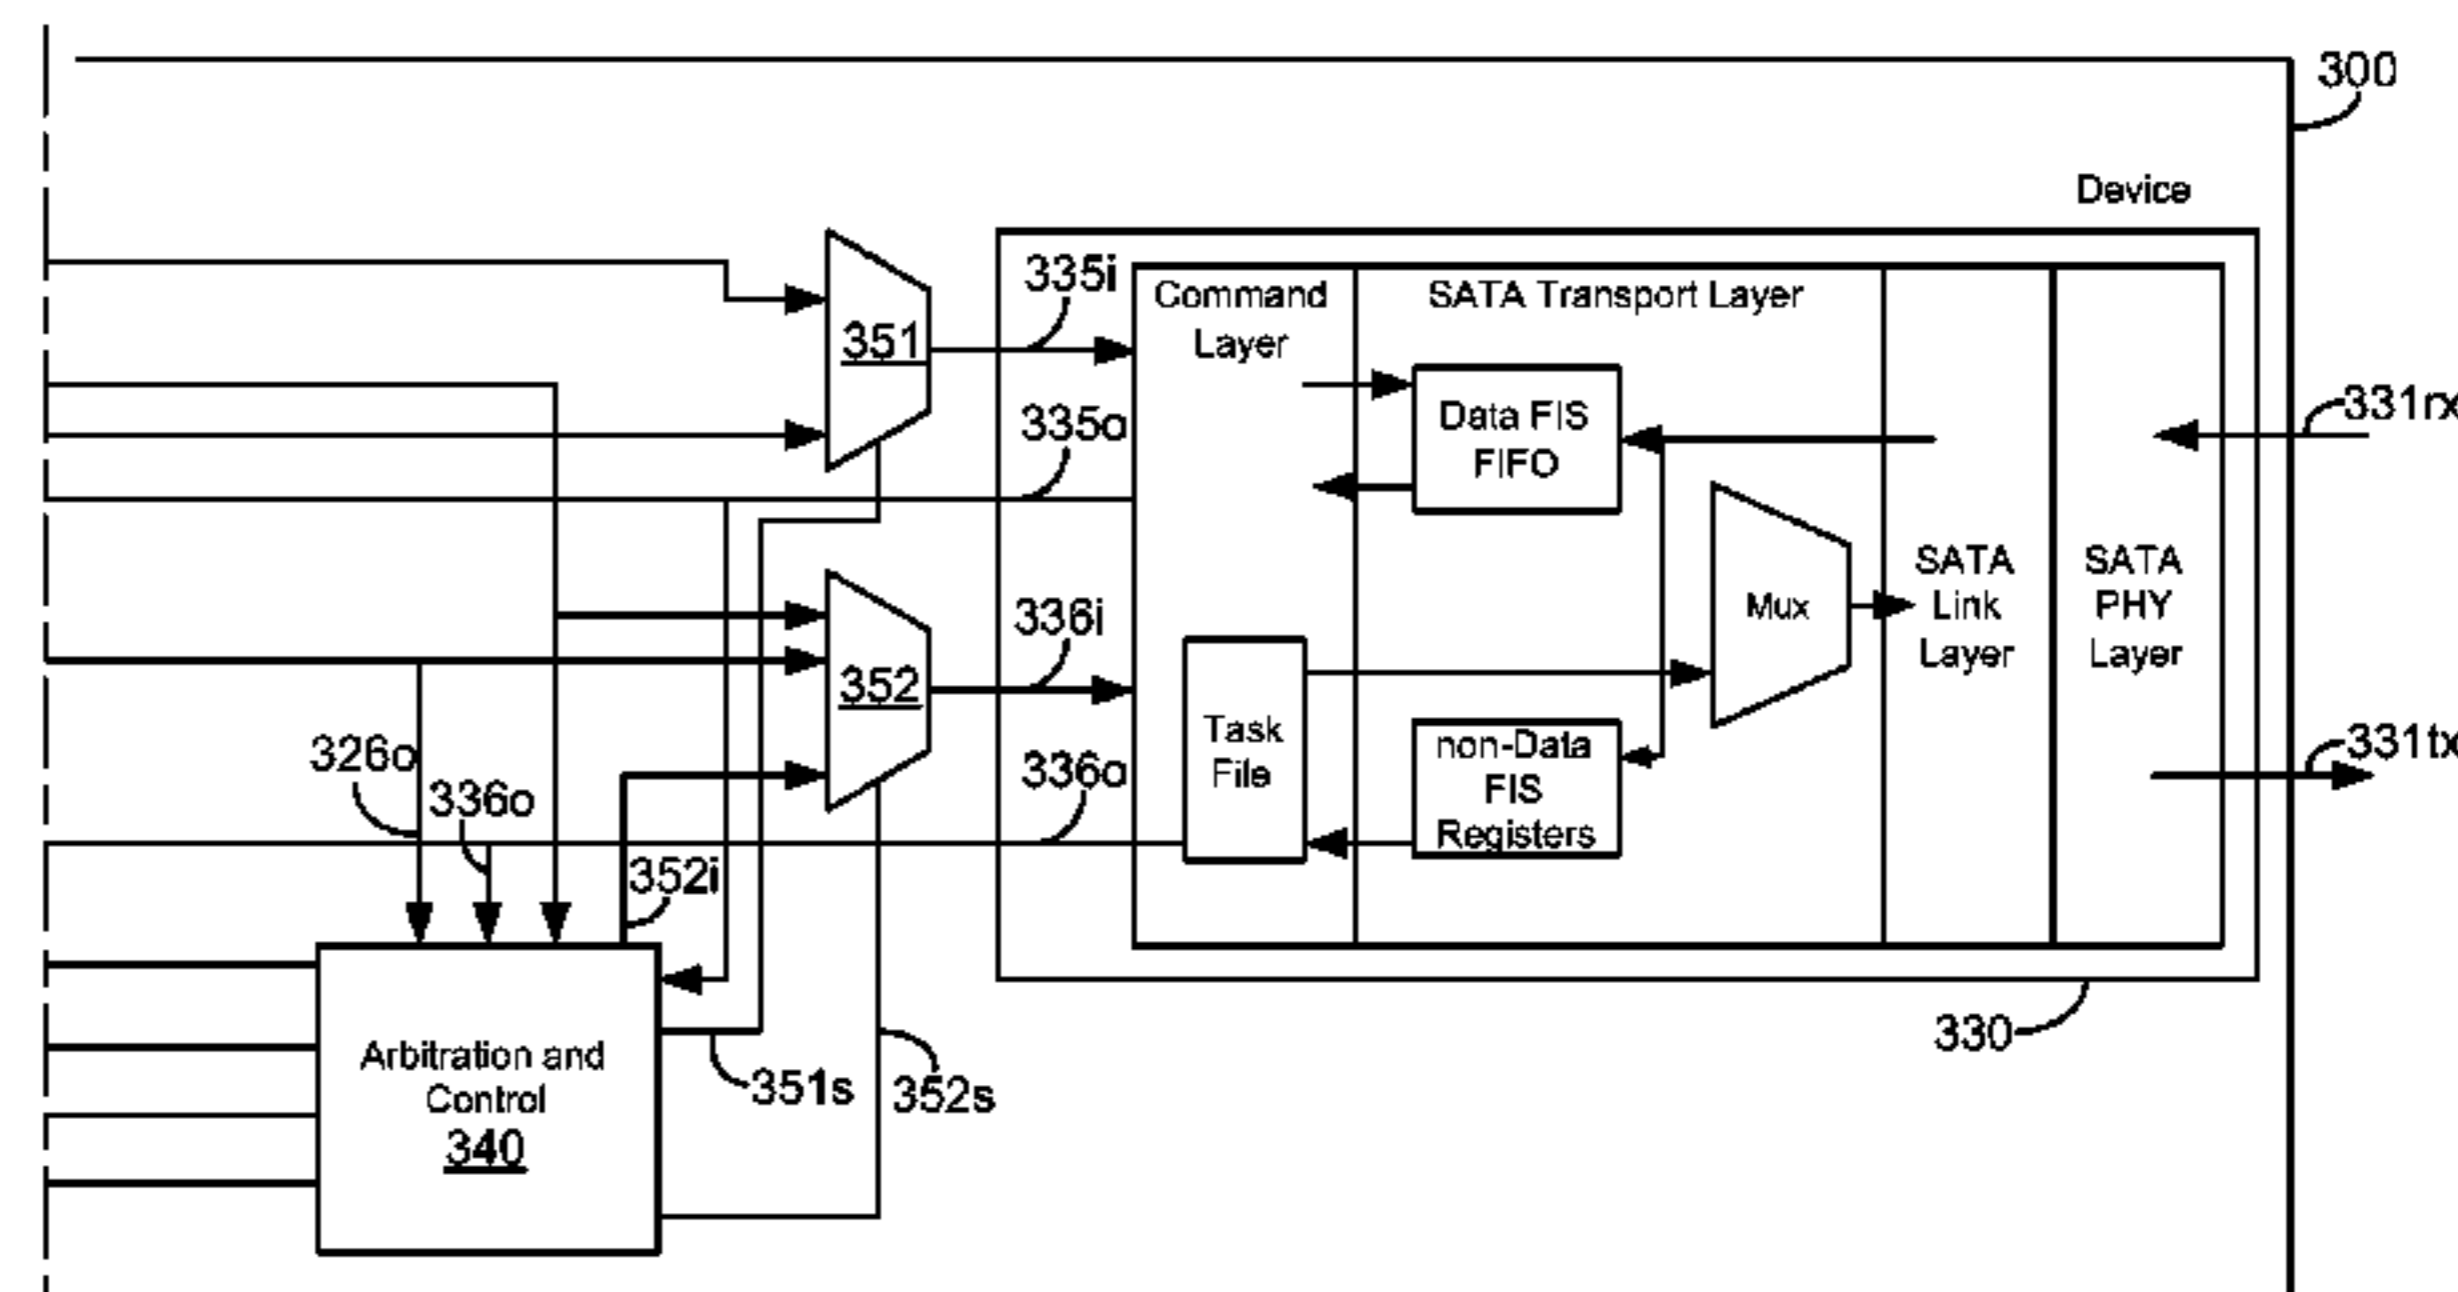 300
Device
335i
Command
Layer
SATA Transport Layer
351
331rx
335o
Data FIS
FIFO
SATA
Link
Layer
SATA
PHY
Layer
336i
Mux
352
Task
File
non-Data
FIS
Registers
331tx
326o
336o
336o
352i
330
Arbitration and
Control
340
351s
352s